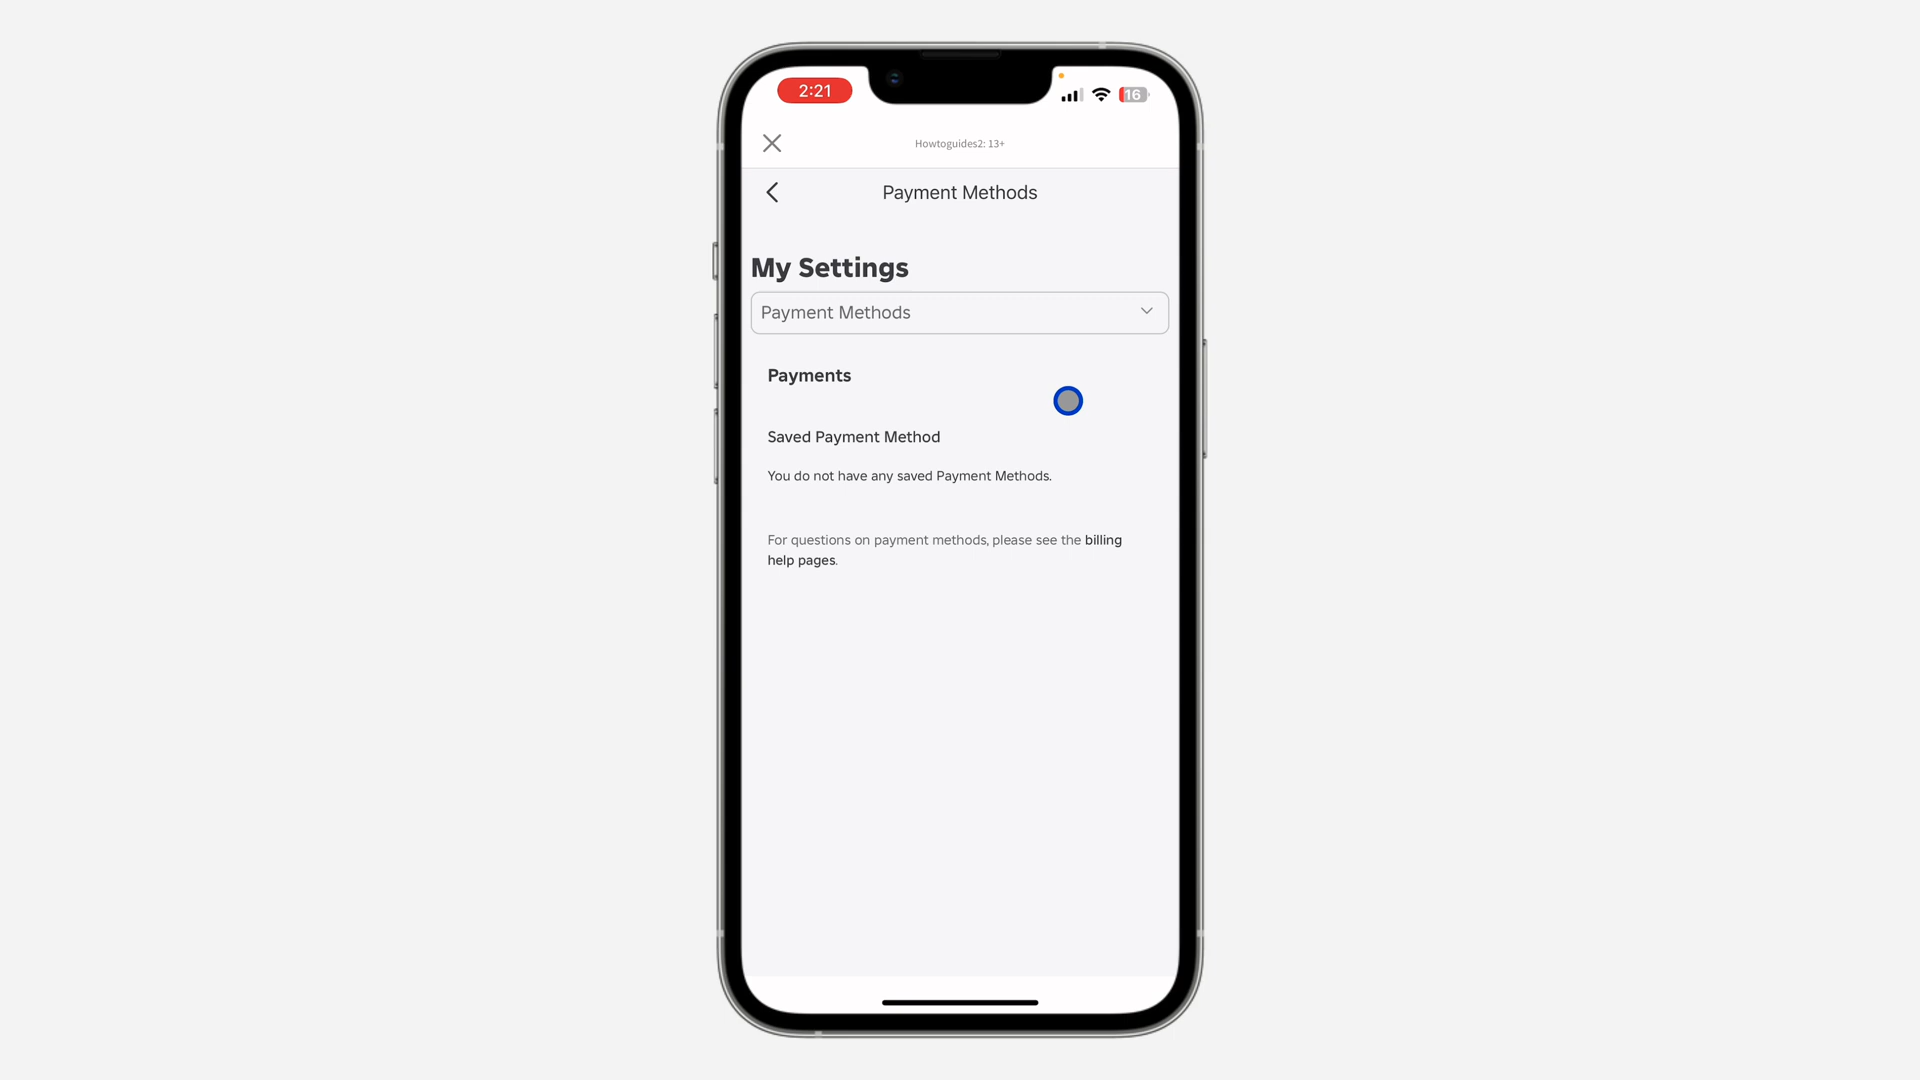 2:21
16
Howtoguides2: 13+
Payment Methods
My Settings
Payment Methods
Payments
Saved Payment Method
You do not have any saved Payment Methods.
For questions on payment methods, please see the billing
help pages.